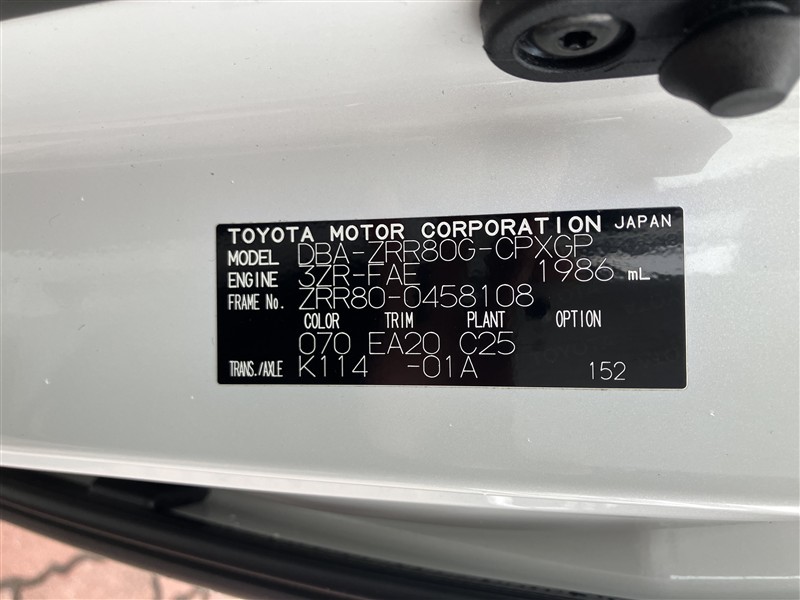 TOYOTA MOTOR CORPORATION JAPAN
MODEL DBA-ZRR80G-CPXGP
ENGINE 3ZR-FAE 1986 mL
FRAME No. ZRR80-0458108
COLOR TRIM PLANT OPTION
070 EA20 C25
TRANS./AXLE K114 -01A 152